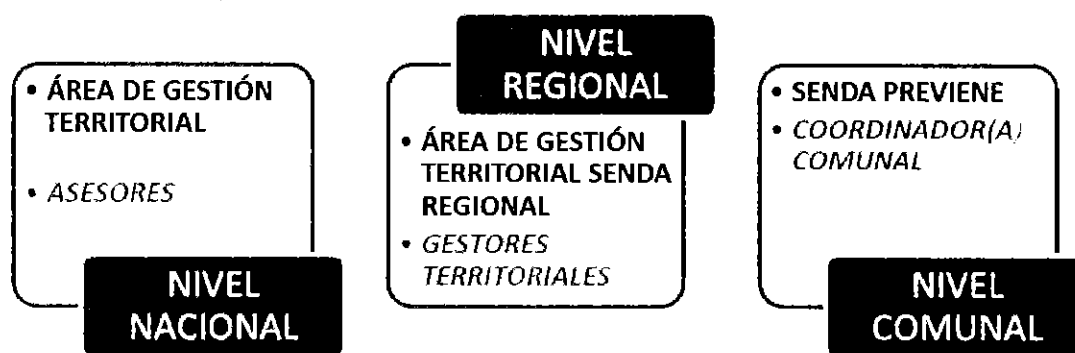 • ÁREA DE GESTIÓN
TERRITORIAL
• ASESORES
NIVEL
NACIONAL
NIVEL
REGIONAL
• ÁREA DE GESTIÓN
TERRITORIAL SENDA
REGIONAL
• GESTORES
TERRITORIALES
• SENDA PREVIENE
• COORDINADOR(A)
COMUNAL
NIVEL
COMUNAL